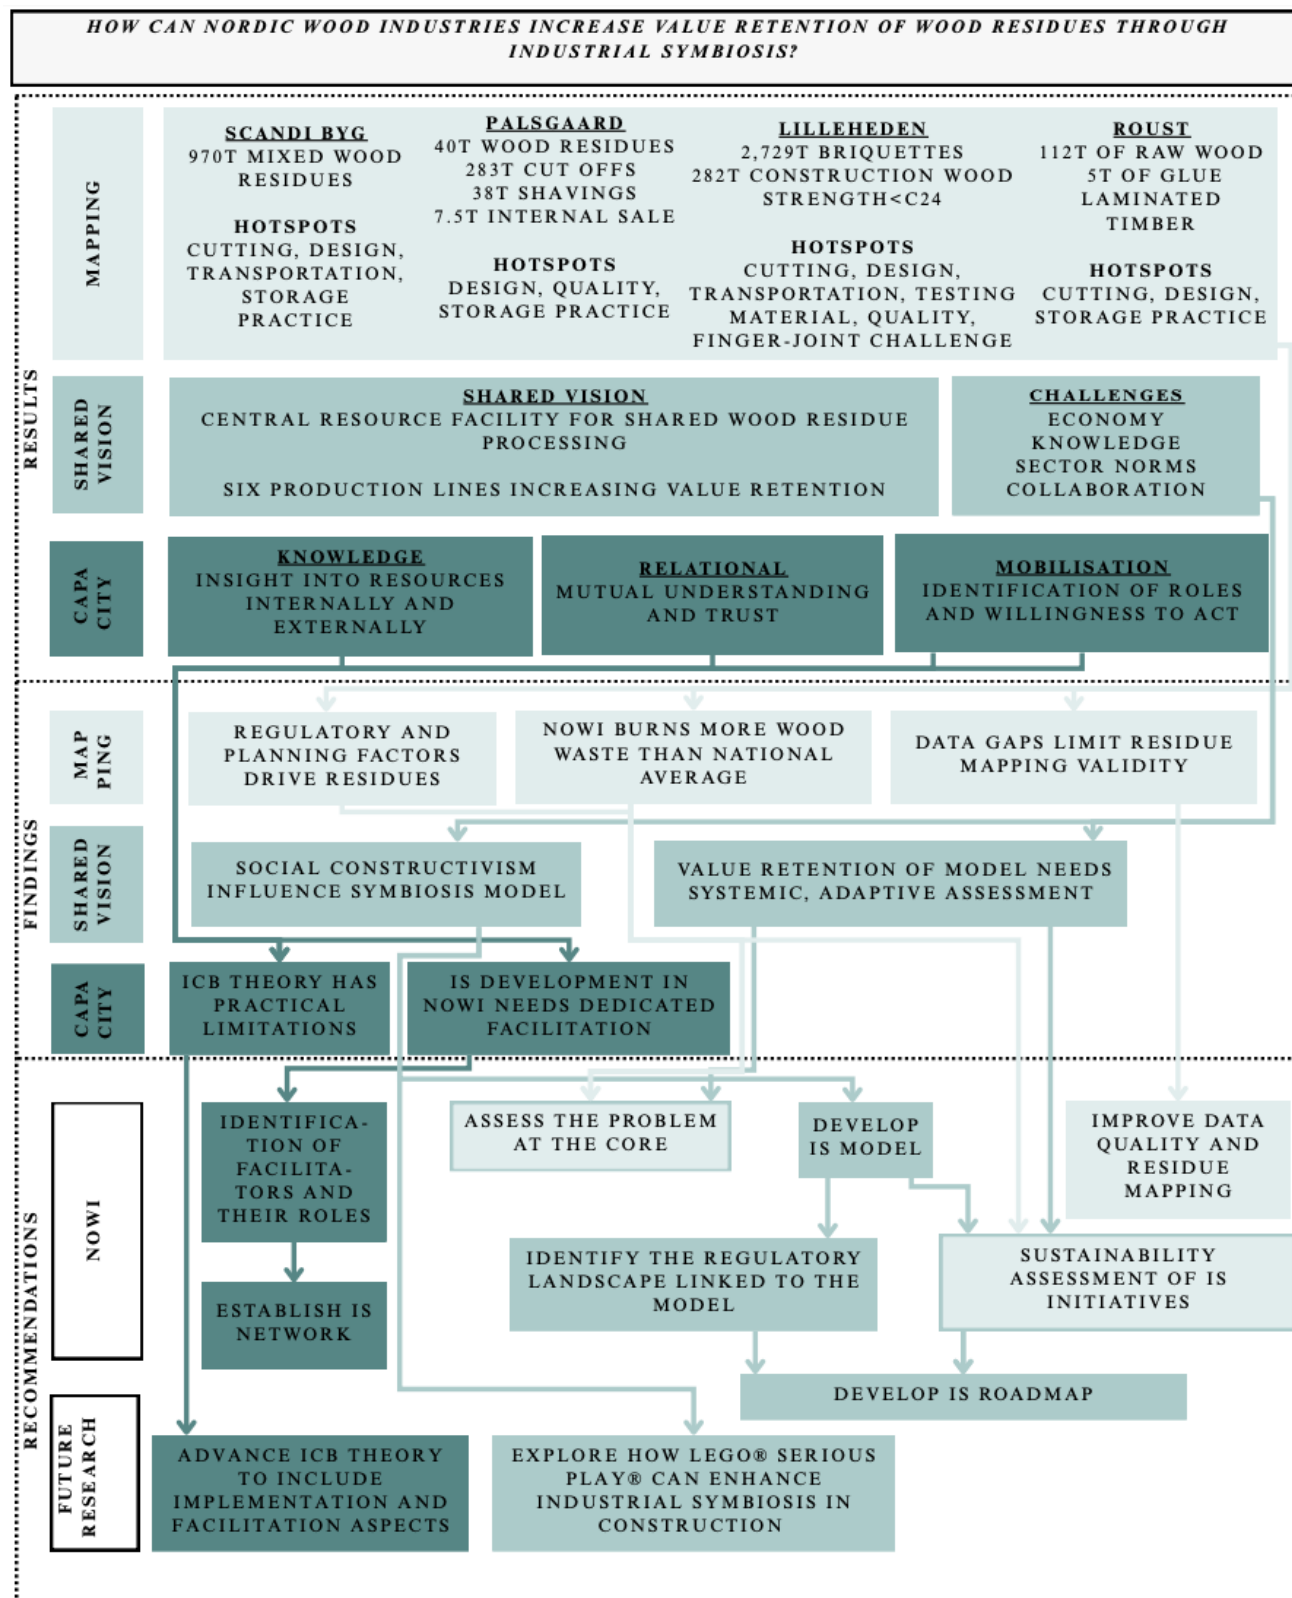 HOW CAN NORDIC WOOD INDUSTRIES INCREASE VALUE RETENTION OF WOOD RESIDUES THROUGH
INDUSTRIAL SYMBIOSIS?
RESULTS
MAPPING
SCANDI BYG
970T MIXED WOOD
RESIDUES
HOTSPOTS
CUTTING, DESIGN,
TRANSPORTATION,
STORAGE
PRACTICE
PALSGAARD
40T WOOD RESIDUES
283T CUT OFFS
38T SHAVINGS
7.5T INTERNAL SALE
HOTSPOTS
DESIGN, QUALITY,
STORAGE PRACTICE
LILLEHEDEN
2,729T BRIQUETTES
282T CONSTRUCTION WOOD
STRENGTH<C24
HOTSPOTS
CUTTING, DESIGN,
TRANSPORTATION, TESTING
MATERIAL, QUALITY,
FINGER-JOINT CHALLENGE
ROUST
112T OF RAW WOOD
5T OF GLUE
LAMINATED
TIMBER
HOTSPOTS
CUTTING, DESIGN,
STORAGE PRACTICE
SHARED
VISION
SHARED VISION
CENTRAL RESOURCE FACILITY FOR SHARED WOOD RESIDUE
PROCESSING
SIX PRODUCTION LINES INCREASING VALUE RETENTION
CHALLENGES
ECONOMY
KNOWLEDGE
SECTOR NORMS
COLLABORATION
CAPA
CITY
KNOWLEDGE
INSIGHT INTO RESOURCES
INTERNALLY AND
EXTERNALLY
RELATIONAL
MUTUAL UNDERSTANDING
AND TRUST
MOBILISATION
IDENTIFICATION OF ROLES
AND WILLINGNESS TO ACT
FINDINGS
MAP
PING
REGULATORY AND
PLANNING FACTORS
DRIVE RESIDUES
NOWI BURNS MORE WOOD
WASTE THAN NATIONAL
AVERAGE
DATA GAPS LIMIT RESIDUE
MAPPING VALIDITY
SHARED
VISION
SOCIAL CONSTRUCTIVISM
INFLUENCE SYMBIOSIS MODEL
VALUE RETENTION OF MODEL NEEDS
SYSTEMIC, ADAPTIVE ASSESSMENT
CAPA
CITY
ICB THEORY HAS
PRACTICAL
LIMITATIONS
IS DEVELOPMENT IN
NOWI NEEDS DEDICATED
FACILITATION
RECOMMENDATIONS
NOWI
IDENTIFICA-
TION OF
FACILITA-
TORS AND
THEIR ROLES
ASSESS THE PROBLEM
AT THE CORE
DEVELOP
IS MODEL
IMPROVE DATA
QUALITY AND
RESIDUE
MAPPING
ESTABLISH IS
NETWORK
IDENTIFY THE REGULATORY
LANDSCAPE LINKED TO THE
MODEL
SUSTAINABILITY
ASSESSMENT OF IS
INITIATIVES
DEVELOP IS ROADMAP
FUTURE
RESEARCH
ADVANCE ICB THEORY
TO INCLUDE
IMPLEMENTATION AND
FACILITATION ASPECTS
EXPLORE HOW LEGO® SERIOUS
PLAY® CAN ENHANCE
INDUSTRIAL SYMBIOSIS IN
CONSTRUCTION